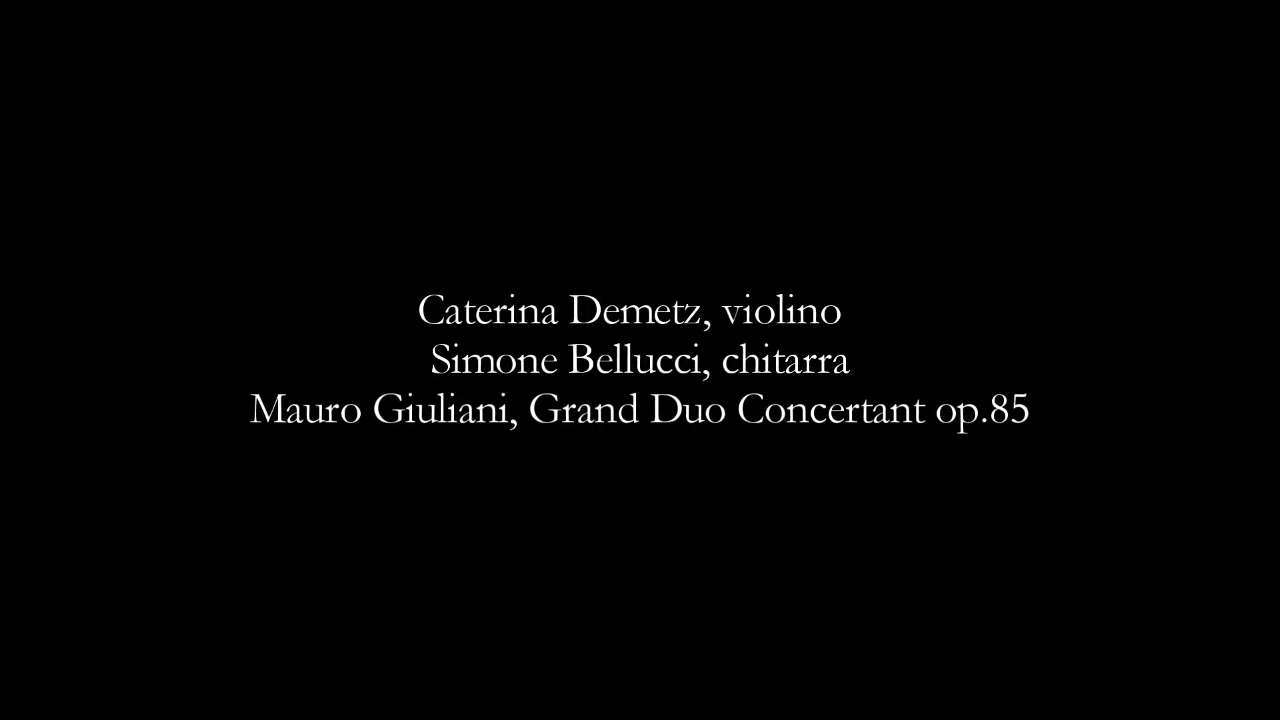 Caterina Demetz, violino
Simone Bellucci, chitarra
Mauro Giuliani, Grand Duo Concertant op.85